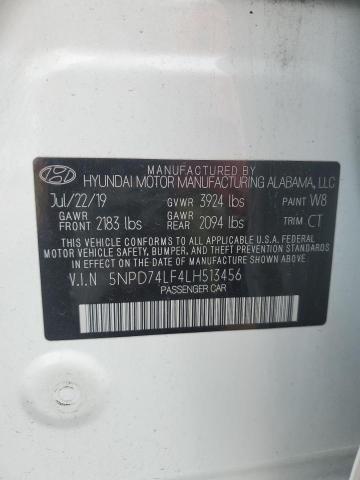 MANUFACTURED BY
HYUNDAI MOTOR MANUFACTURING ALABAMA, LLC
Jul/22/19 GVWR 3924 lbs PAINT W8
GAWR FRONT 2183 lbs GAWR REAR 2094 lbs TRIM CT
THIS VEHICLE CONFORMS TO ALL APPLICABLE U.S.A. FEDERAL
MOTOR VEHICLE SAFETY, BUMPER, AND THEFT PREVENTION STANDARDS
IN EFFECT ON THE DATE OF MANUFACTURE SHOWN ABOVE.
V.I.N 5NPD74LF4LH513456
PASSENGER CAR